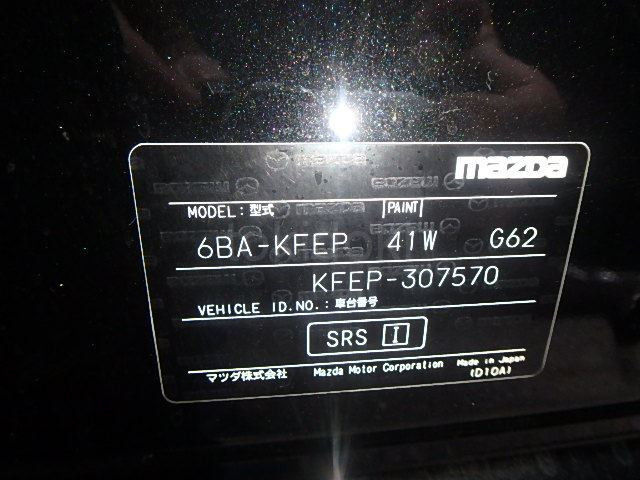 mazda
MODEL:型式 PAINT
6BA-KFEP 41W G62
KFEP-307570
VEHICLE ID.NO.:車台番号
SRS I
マツダ株式会社 Mazda Motor Corporation Made in Japan
(D10A)